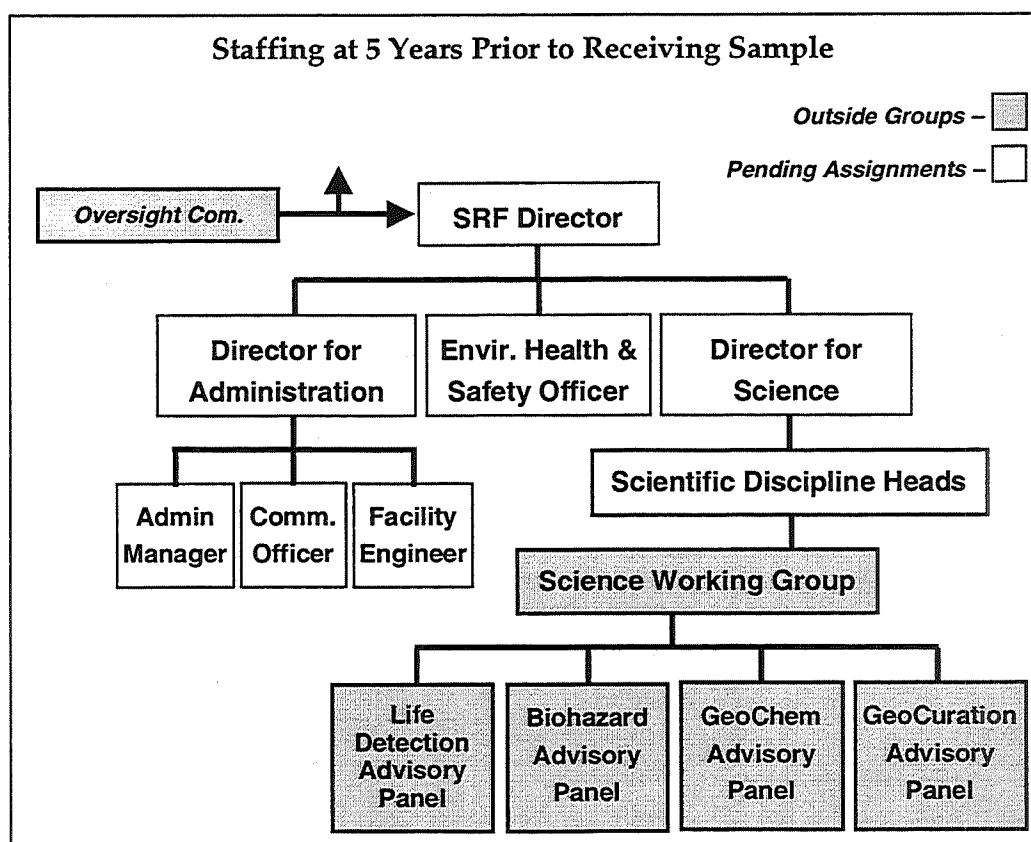 Staffing at 5 Years Prior to Receiving Sample
Outside Groups –
Pending Assignments –
Oversight Com.
SRF Director
Director for
Administration
Envir. Health &
Safety Officer
Director for
Science
Scientific Discipline Heads
Admin
Manager
Comm.
Officer
Facility
Engineer
Science Working Group
Life
Detection
Advisory
Panel
Biohazard
Advisory
Panel
GeoChem
Advisory
Panel
GeoCuration
Advisory
Panel